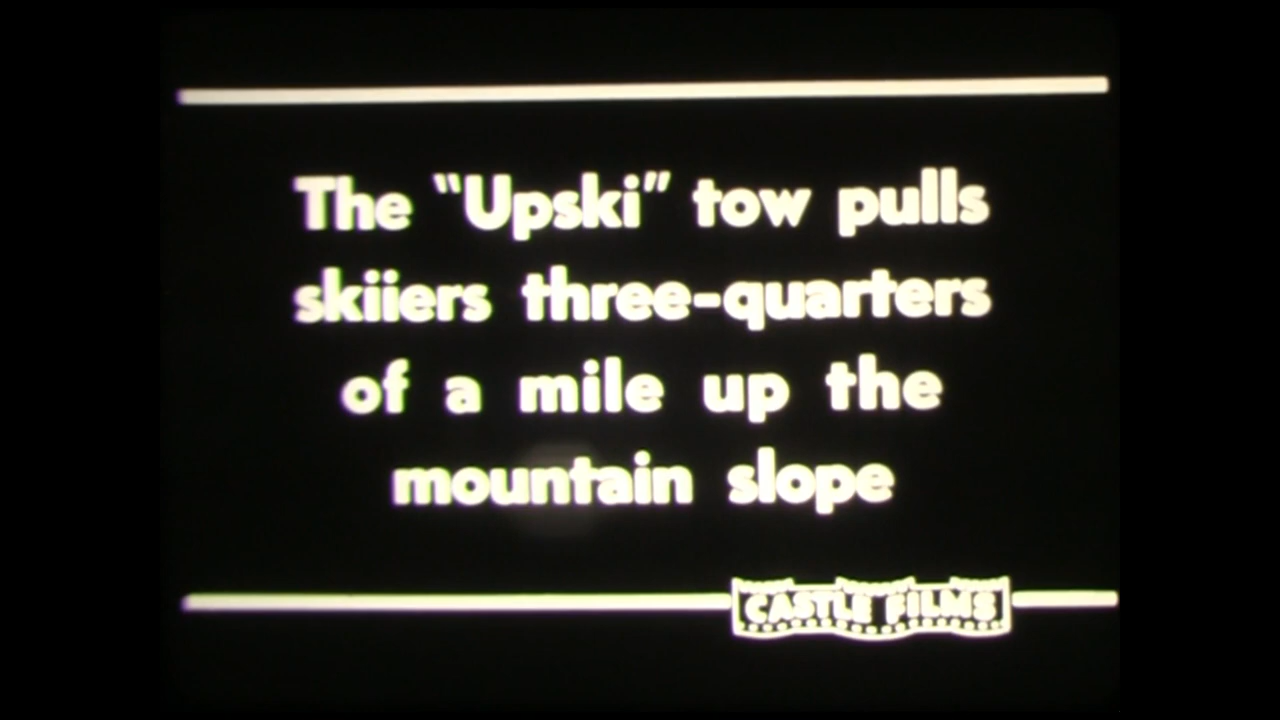 The "Upski" tow pulls
skiiers three-quarters
of a mile up the
mountain slope
CASTLE FILMS